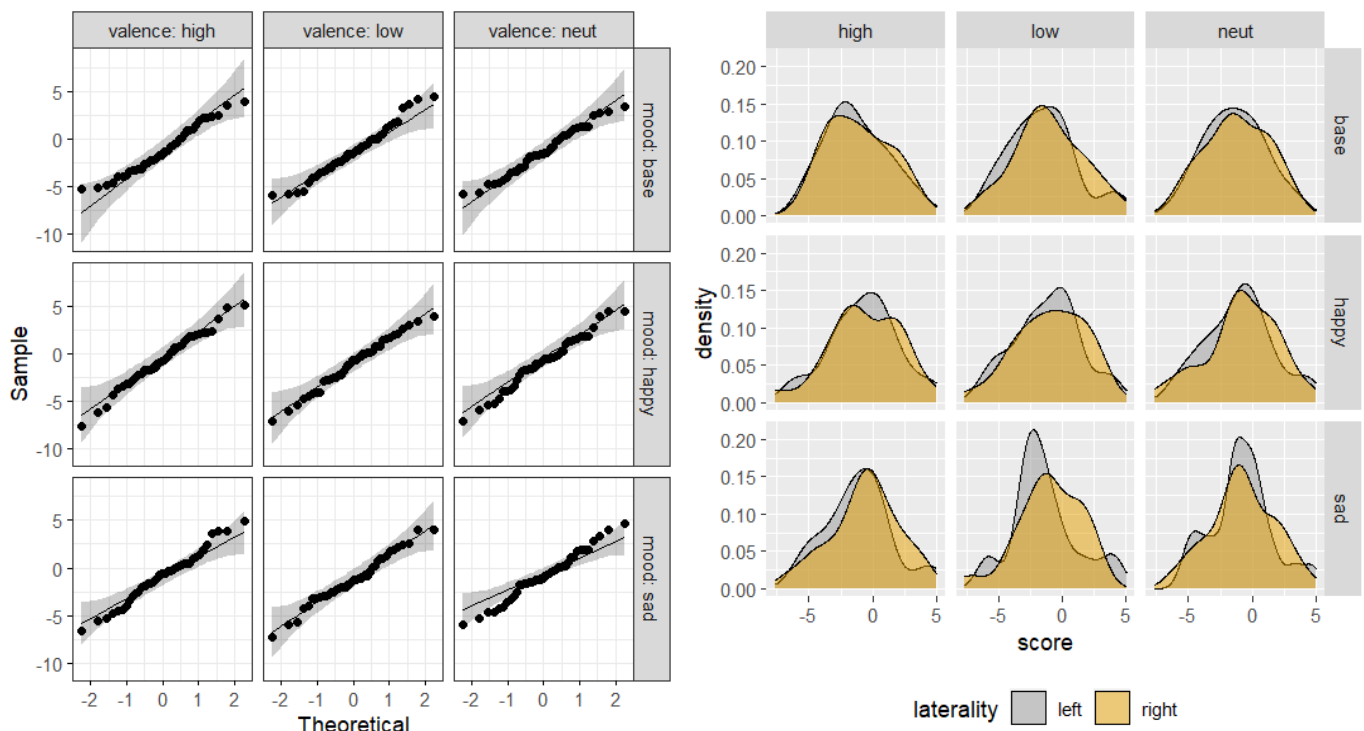 valence: high valence: low valence: neut
5
0
-5
-10
mood: base
5
0
-5
-10
mood: happy
5
0
-5
-10
mood: sad
Sample
-2 -1 0 1 2 -2 -1 0 1 2 -2 -1 0 1 2
Theoretical
high low neut
0.20
0.15
0.10
0.05
0.00
base
0.20
0.15
0.10
0.05
0.00
happy
0.20
0.15
0.10
0.05
0.00
sad
density
-5 0 5 -5 0 5 -5 0 5
score
laterality left right